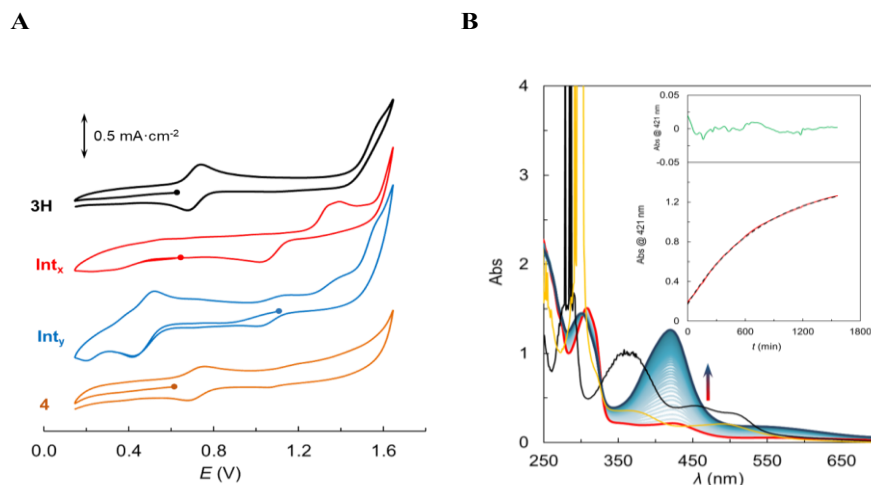 A
0.5 mA·cm-2
3H
Intx
Inty
4
0.0 0.4 0.8 1.2 1.6
E (V)
B
4
3
2
1
0
Abs
250 350 450 550 650
λ (nm)
0.05
0
-0.05
Abs @ 421 nm
1.2
0.8
0.4
0
Abs @ 421 nm
0 600 1200 1800
t (min)